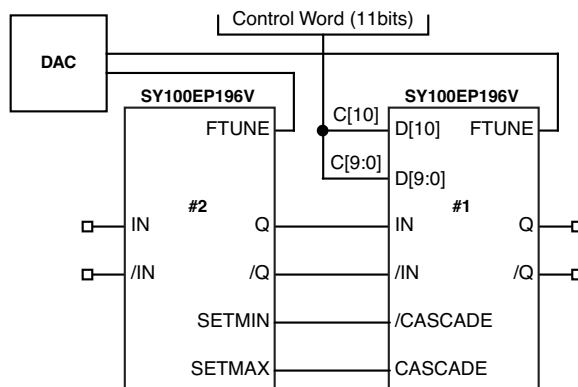 Control Word (11bits)
DAC
SY100EP196V
SY100EP196V
FTUNE
C[10]
D[10]
FTUNE
C[9:0]
D[9:0]
#2
#1
IN
Q
IN
Q
/IN
/Q
/IN
/Q
SETMIN
/CASCADE
SETMAX
CASCADE